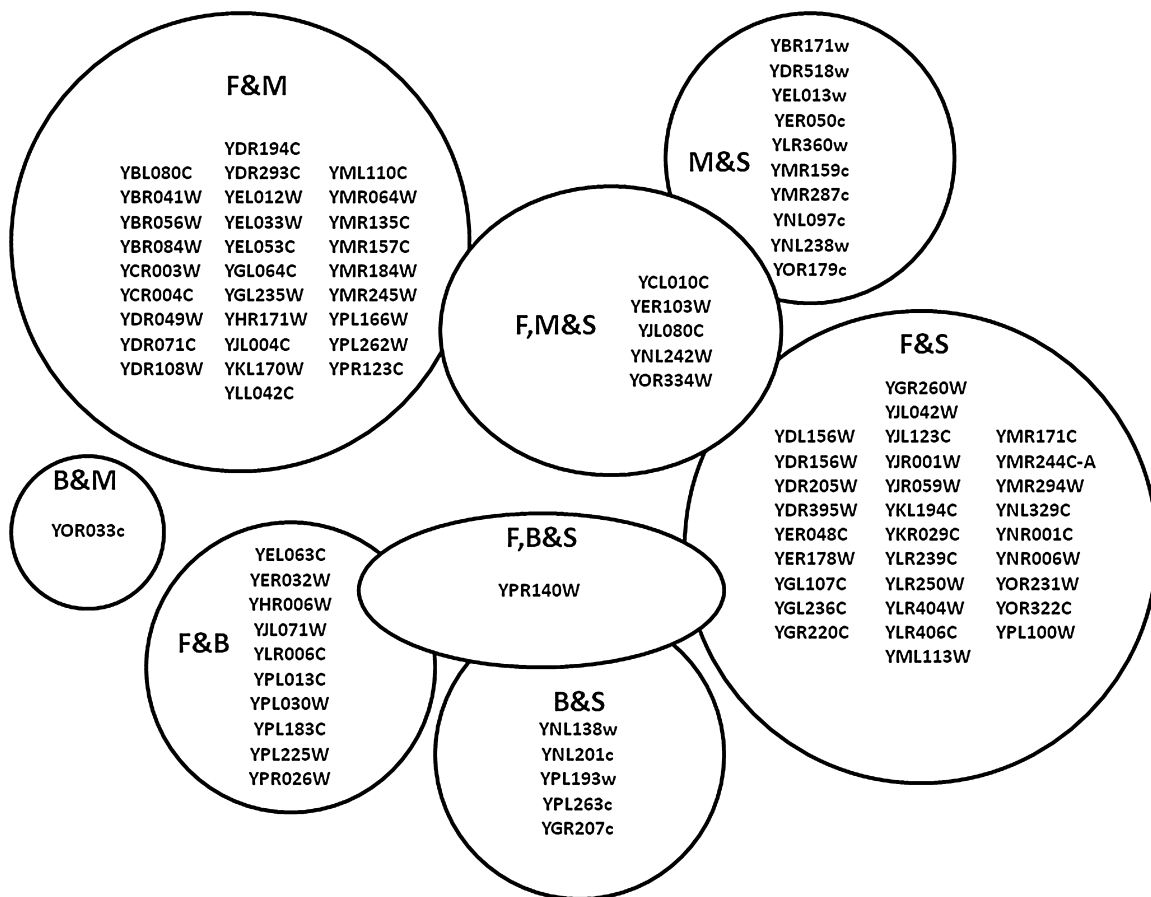 F&M
YDR194C
YBL080C YDR293C YML110C
YBR041W YEL012W YMR064W
YBR056W YEL033W YMR135C
YBR084W YEL053C YMR157C
YCR003W YGL064C YMR184W
YCR004C YGL235W YMR245W
YDR049W YHR171W YPL166W
YDR071C YJL004C YPL262W
YDR108W YKL170W YPR123C
YLL042C
M&S
YBR171w
YDR518w
YEL013w
YER050c
YLR360w
YMR159c
YMR287c
YNL097c
YNL238w
YOR179c
F,M&S
YCL010C
YER103W
YJL080C
YNL242W
YOR334W
F&S
YGR260W
YJL042W
YDL156W YJL123C YMR171C
YDR156W YJR001W YMR244C-A
YDR205W YJR059W YMR294W
YDR395W YKL194C YNL329C
YER048C YKR029C YNR001C
YER178W YLR239C YNR006W
YGL107C YLR250W YOR231W
YGL236C YLR404W YOR322C
YGR220C YLR406C YPL100W
YML113W
B&M
YOR033c
F,B&S
YPR140W
F&B
YEL063C
YER032W
YHR006W
YJL071W
YLR006C
YPL013C
YPL030W
YPL183C
YPL225W
YPR026W
B&S
YNL138w
YNL201c
YPL193w
YPL263c
YGR207c